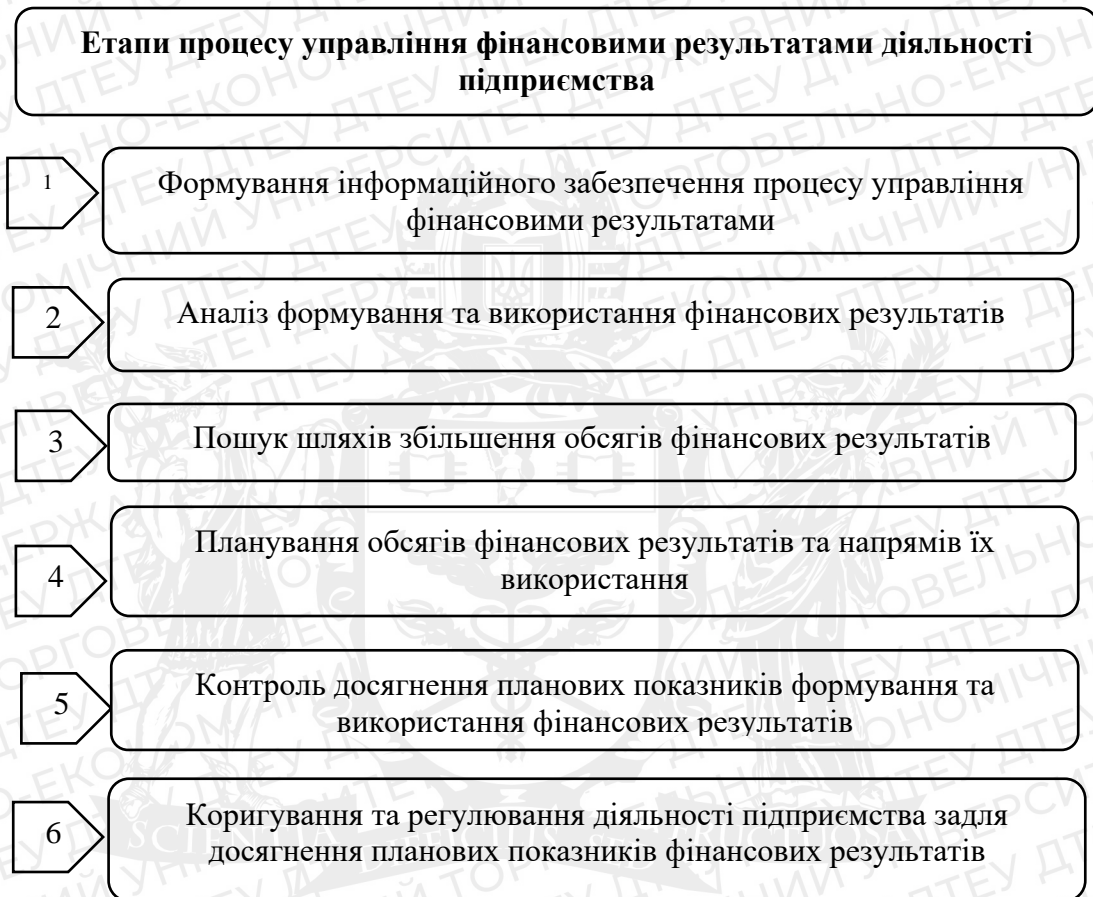 Етапи процесу управління фінансовими результатами діяльності
підприємства
1
Формування інформаційного забезпечення процесу управління
фінансовими результатами
2
Аналіз формування та використання фінансових результатів
3
Пошук шляхів збільшення обсягів фінансових результатів
4
Планування обсягів фінансових результатів та напрямів їх
використання
5
Контроль досягнення планових показників формування та
використання фінансових результатів
6
Коригування та регулювання діяльності підприємства задля
досягнення планових показників фінансових результатів